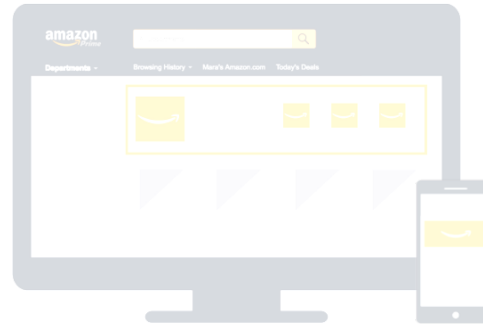 amazon
Prime
Departments
Browsing History
Mara's Amazon.com
Today's Deals